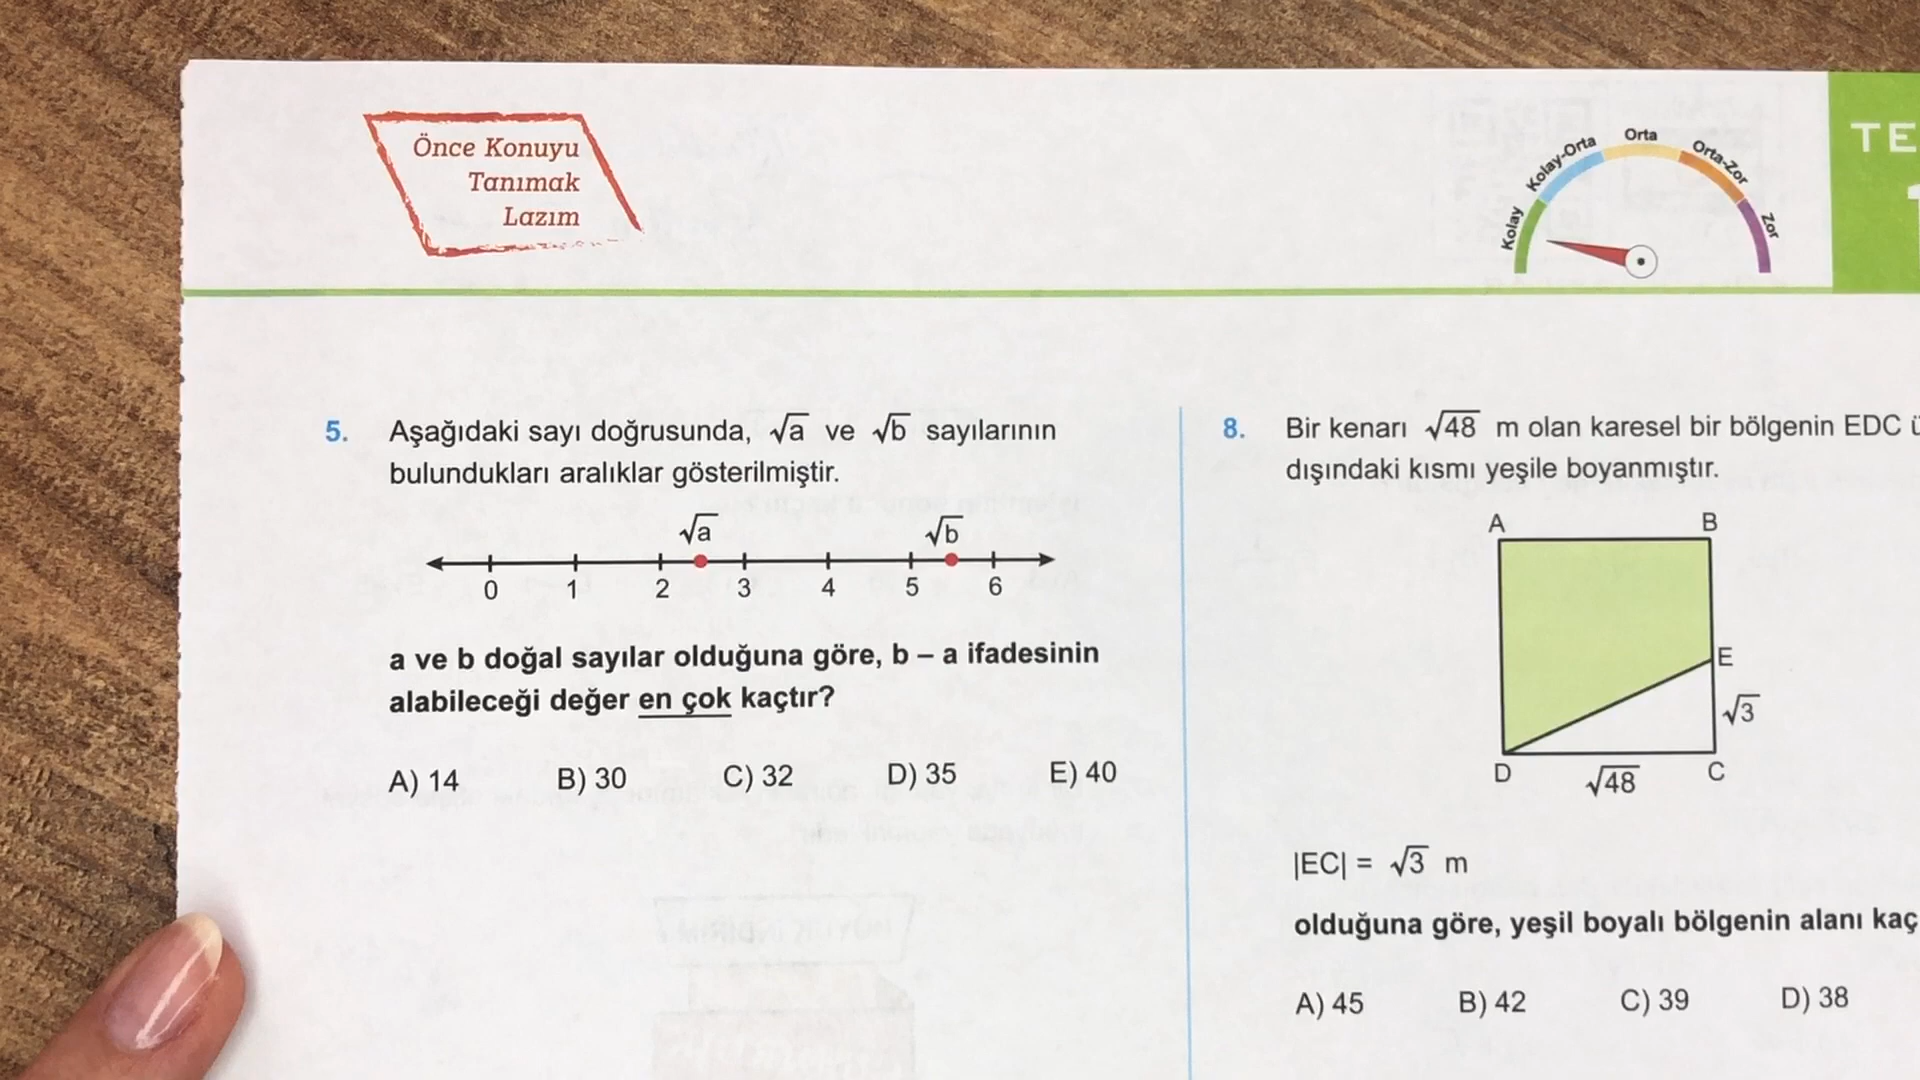 Önce Konuyu
Tanımak
Lazım
Kolay
Kolay-Orta
Orta
Orta-Zor
Zor
TE
5. Aşağıdaki sayı doğrusunda, √a ve √b sayılarının
bulundukları aralıklar gösterilmiştir.
√a √b
0 1 2 3 4 5 6
a ve b doğal sayılar olduğuna göre, b – a ifadesinin
alabileceği değer en çok kaçtır?
A) 14 B) 30 C) 32 D) 35 E) 40
8. Bir kenarı √48 m olan karesel bir bölgenin EDC ü
dışındaki kısmı yeşile boyanmıştır.
A B
E
√3
D √48 C
|EC| = √3 m
olduğuna göre, yeşil boyalı bölgenin alanı kaç
A) 45 B) 42 C) 39 D) 38